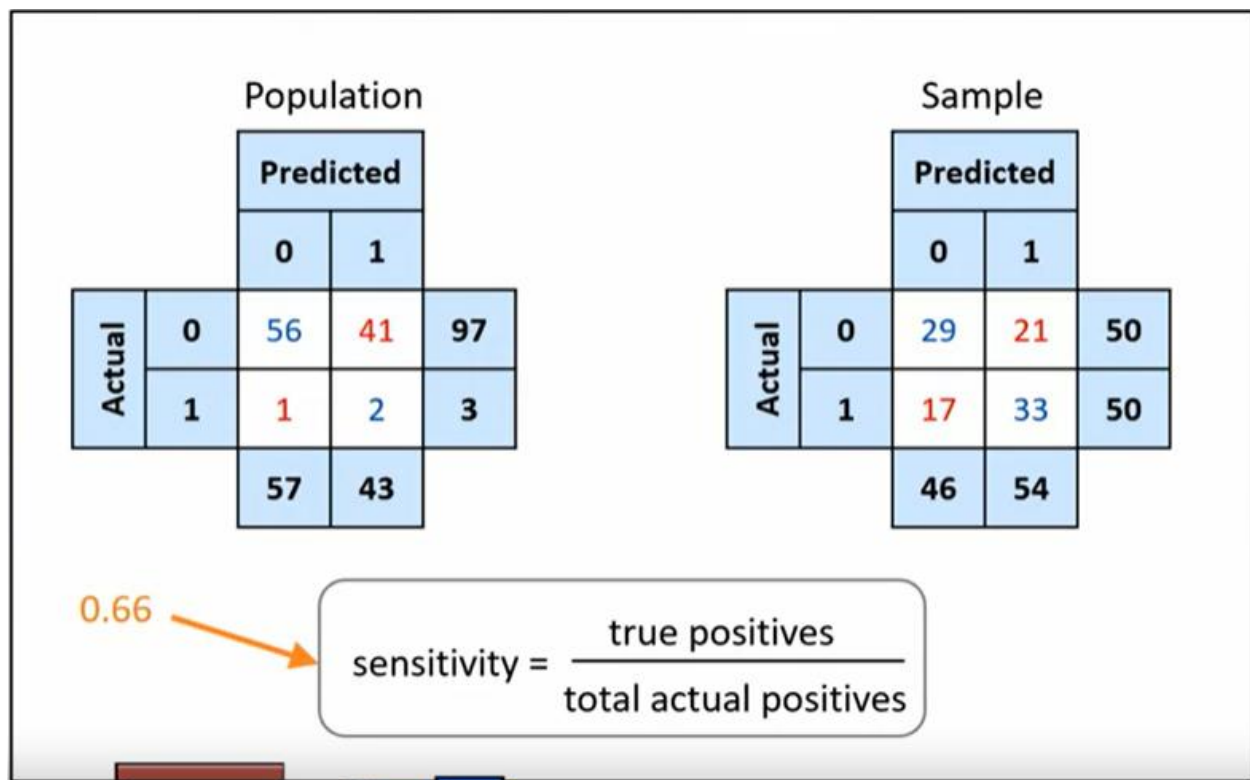 Population
Sample
Predicted
Predicted
0 1
0 1
Actual
0 56 41 97
1 1 2 3
57 43
Actual
0 29 21 50
1 17 33 50
46 54
0.66
sensitivity =
true positives
total actual positives